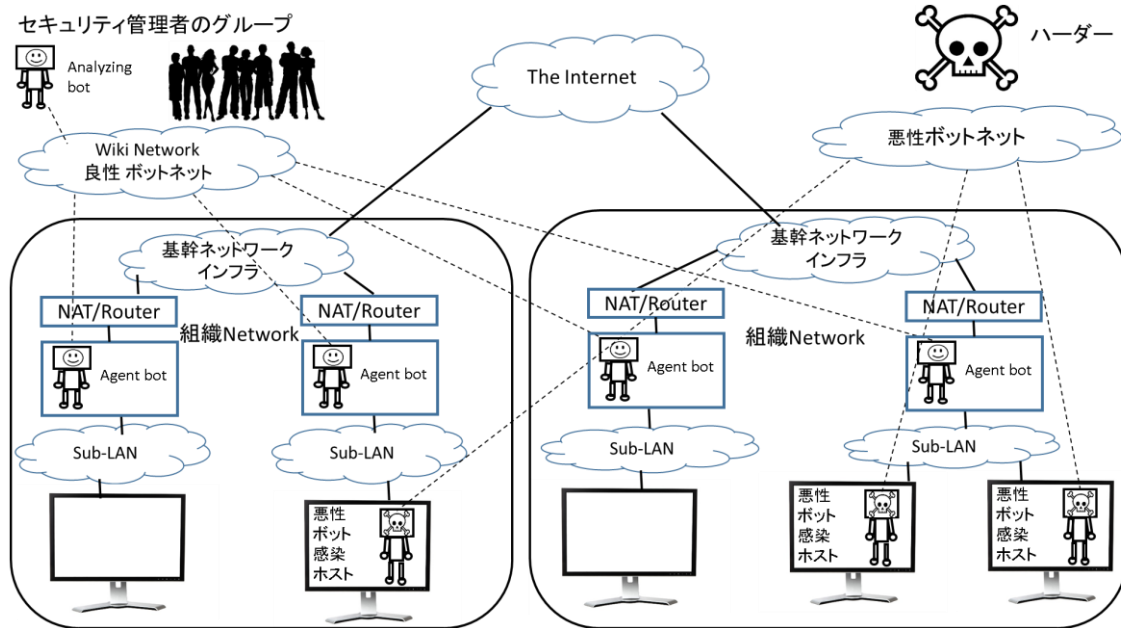 セキュリティ管理者のグループ
Analyzing
bot
The Internet
ハーダー
Wiki Network
良性 ボットネット
悪性ボットネット
基幹ネットワーク
インフラ
基幹ネットワーク
インフラ
NAT/Router
NAT/Router
NAT/Router
NAT/Router
組織Network
組織Network
Agent bot
Agent bot
Agent bot
Agent bot
Sub-LAN
Sub-LAN
Sub-LAN
Sub-LAN
悪性
ボット
感染
ホスト
悪性
ボット
感染
ホスト
悪性
ボット
感染
ホスト